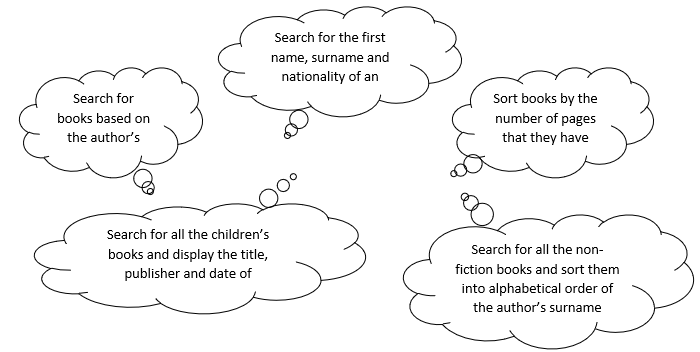 Search for the first
name, surname and
nationality of an
Search for
books based on
the author's
Sort books by the
number of pages
that they have
Search for all the children's
books and display the title,
publisher and date of
Search for all the non-
fiction books and sort them
into alphabetical order of
the author's surname